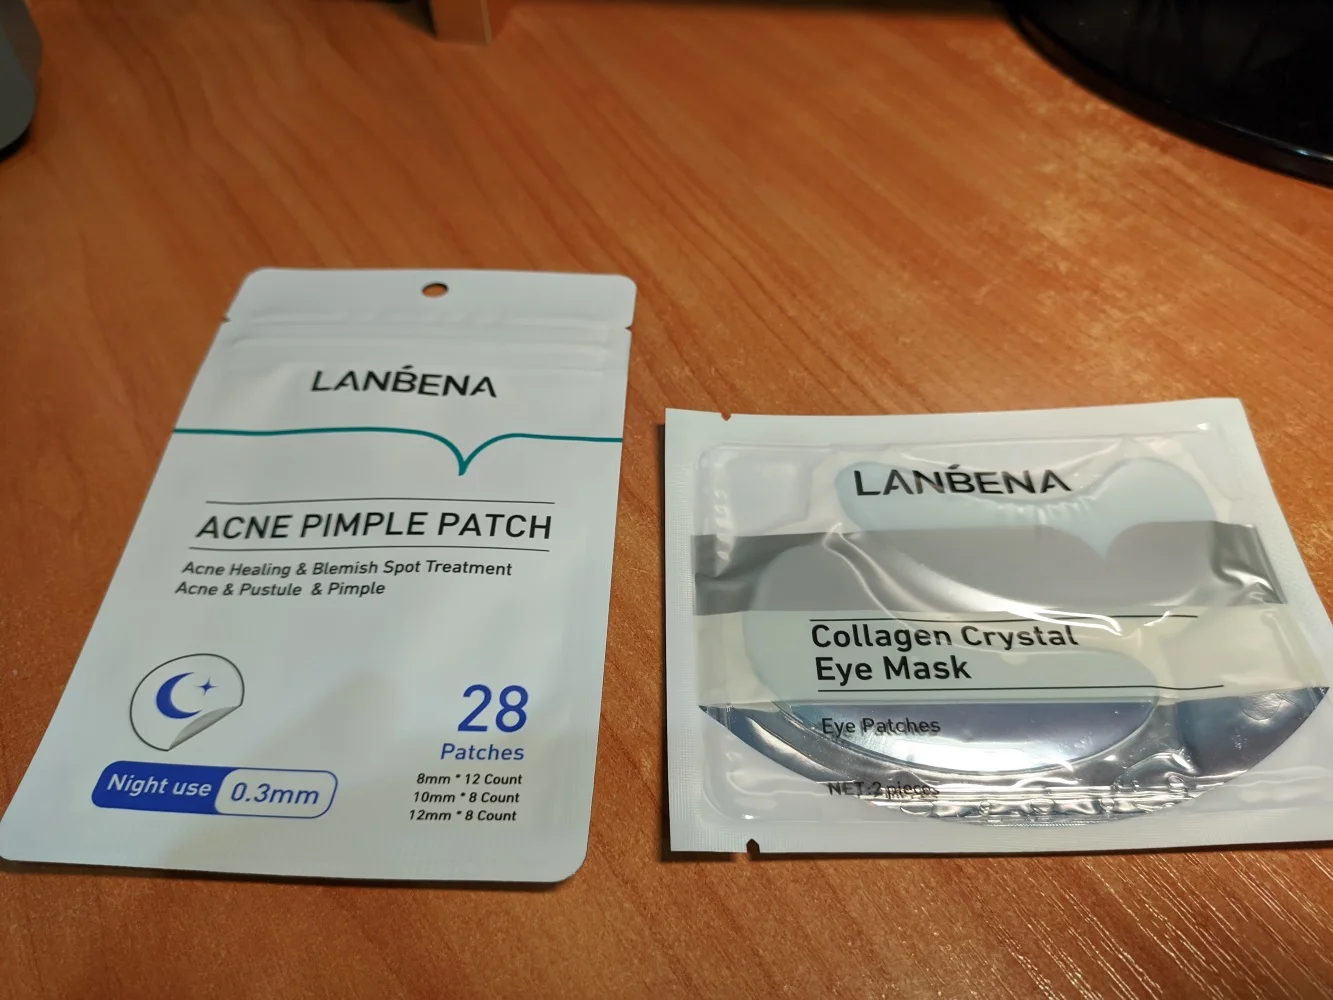 LANBENA
ACNE PIMPLE PATCH
Acne Healing & Blemish Spot Treatment
Acne & Pustule & Pimple
Night use 0.3mm
28
Patches
8mm * 12 Count
10mm * 8 Count
12mm * 8 Count
LANBENA
Collagen Crystal
Eye Mask
Eye Patches
NET:2 pieces